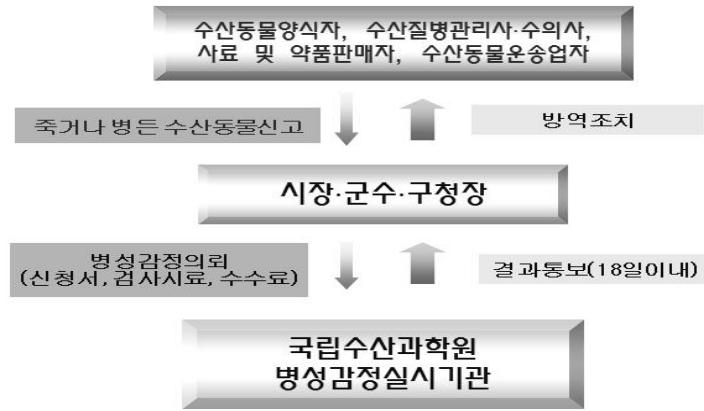 수산동물양식자, 수산질병관리사·수의사,
사료 및 약품판매자, 수산동물운송업자
죽거나 병든 수산동물신고
방역조치
시장·군수·구청장
병성감정의뢰
(신청서, 검사시료, 수수료)
결과통보(18일이내)
국립수산과학원
병성감정실시기관